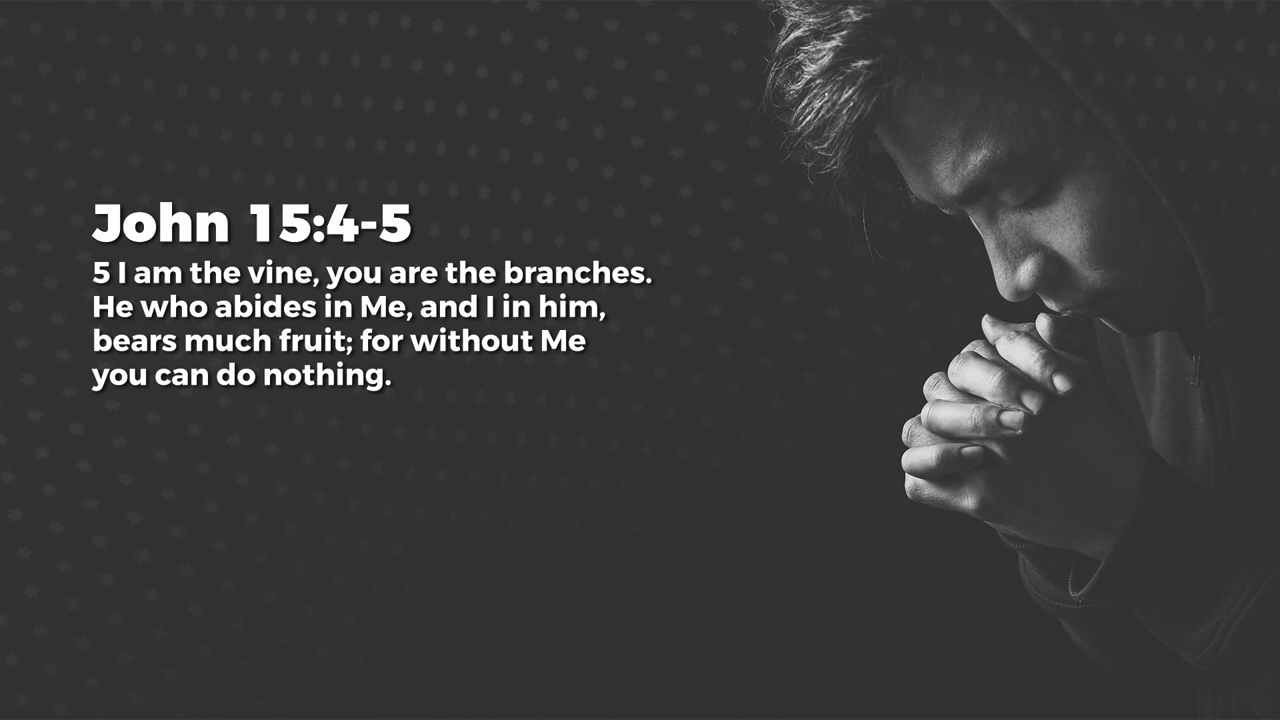 John 15:4-5
5 I am the vine, you are the branches.
He who abides in Me, and I in him,
bears much fruit; for without Me
you can do nothing.